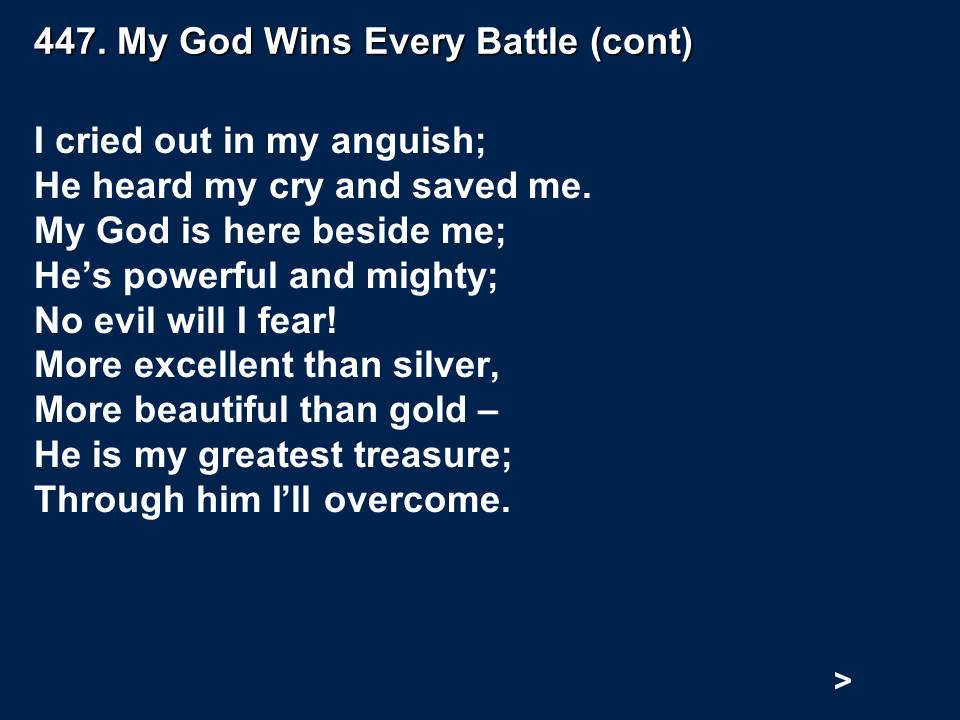 447. My God Wins Every Battle (cont)
I cried out in my anguish;
He heard my cry and saved me.
My God is here beside me;
He’s powerful and mighty;
No evil will I fear!
More excellent than silver,
More beautiful than gold –
He is my greatest treasure;
Through him I’ll overcome.
>